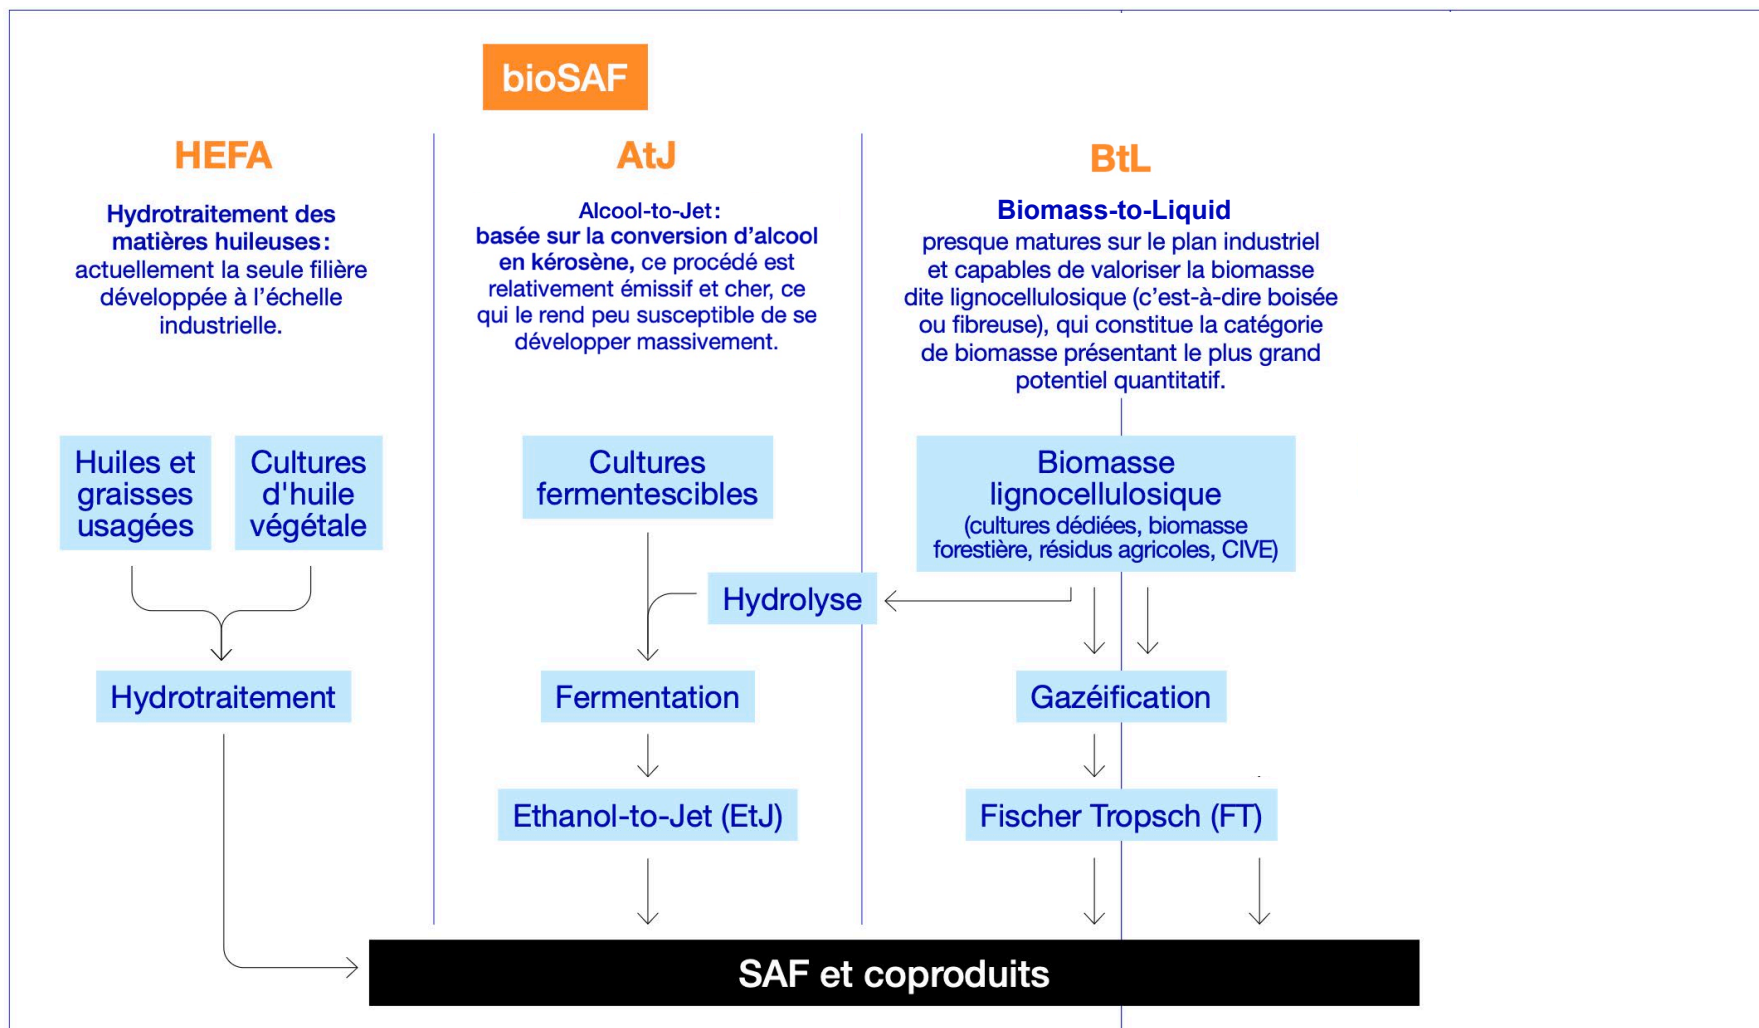 bioSAF
HEFA
Hydrotraitement des
matières huileuses :
actuellement la seule filière
développée à l'échelle
industrielle.
AtJ
Alcool-to-Jet :
basée sur la conversion d'alcool
en kérosène, ce procédé est
relativement émissif et cher, ce
qui le rend peu susceptible de se
développer massivement.
BtL
Biomass-to-Liquid
presque matures sur le plan industriel
et capables de valoriser la biomasse
dite lignocellulosique (c'est-à-dire boisée
ou fibreuse), qui constitue la catégorie
de biomasse présentant le plus grand
potentiel quantitatif.
Huiles et
graisses
usagées
Cultures
d'huile
végétale
Cultures
fermentescibles
Biomasse
lignocellulosique
(cultures dédiées, biomasse
forestière, résidus agricoles, CIVE)
Hydrolyse
Hydrotraitement
Fermentation
Gazéification
Ethanol-to-Jet (EtJ)
Fischer Tropsch (FT)
SAF et coproduits